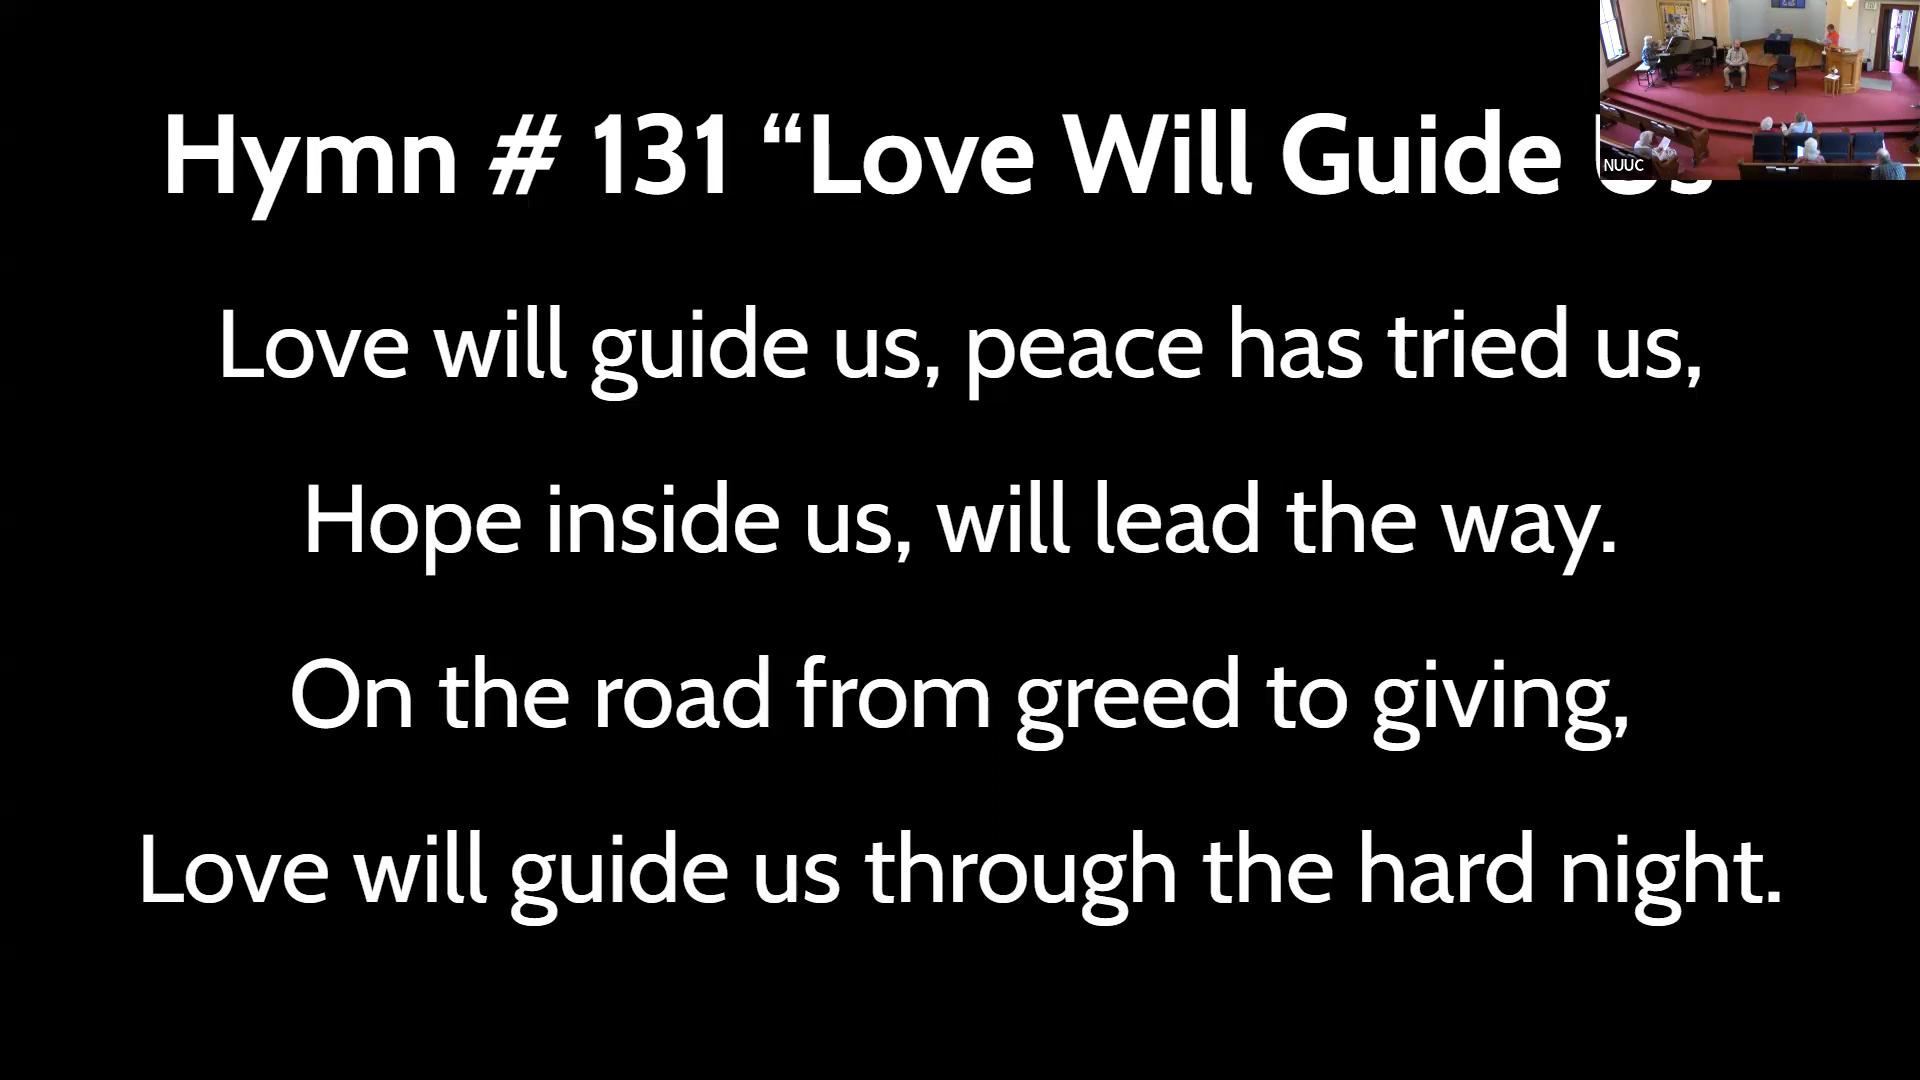 Hymn # 131 “Love Will Guide Us
NUUC
Love will guide us, peace has tried us,
Hope inside us, will lead the way.
On the road from greed to giving,
Love will guide us through the hard night.